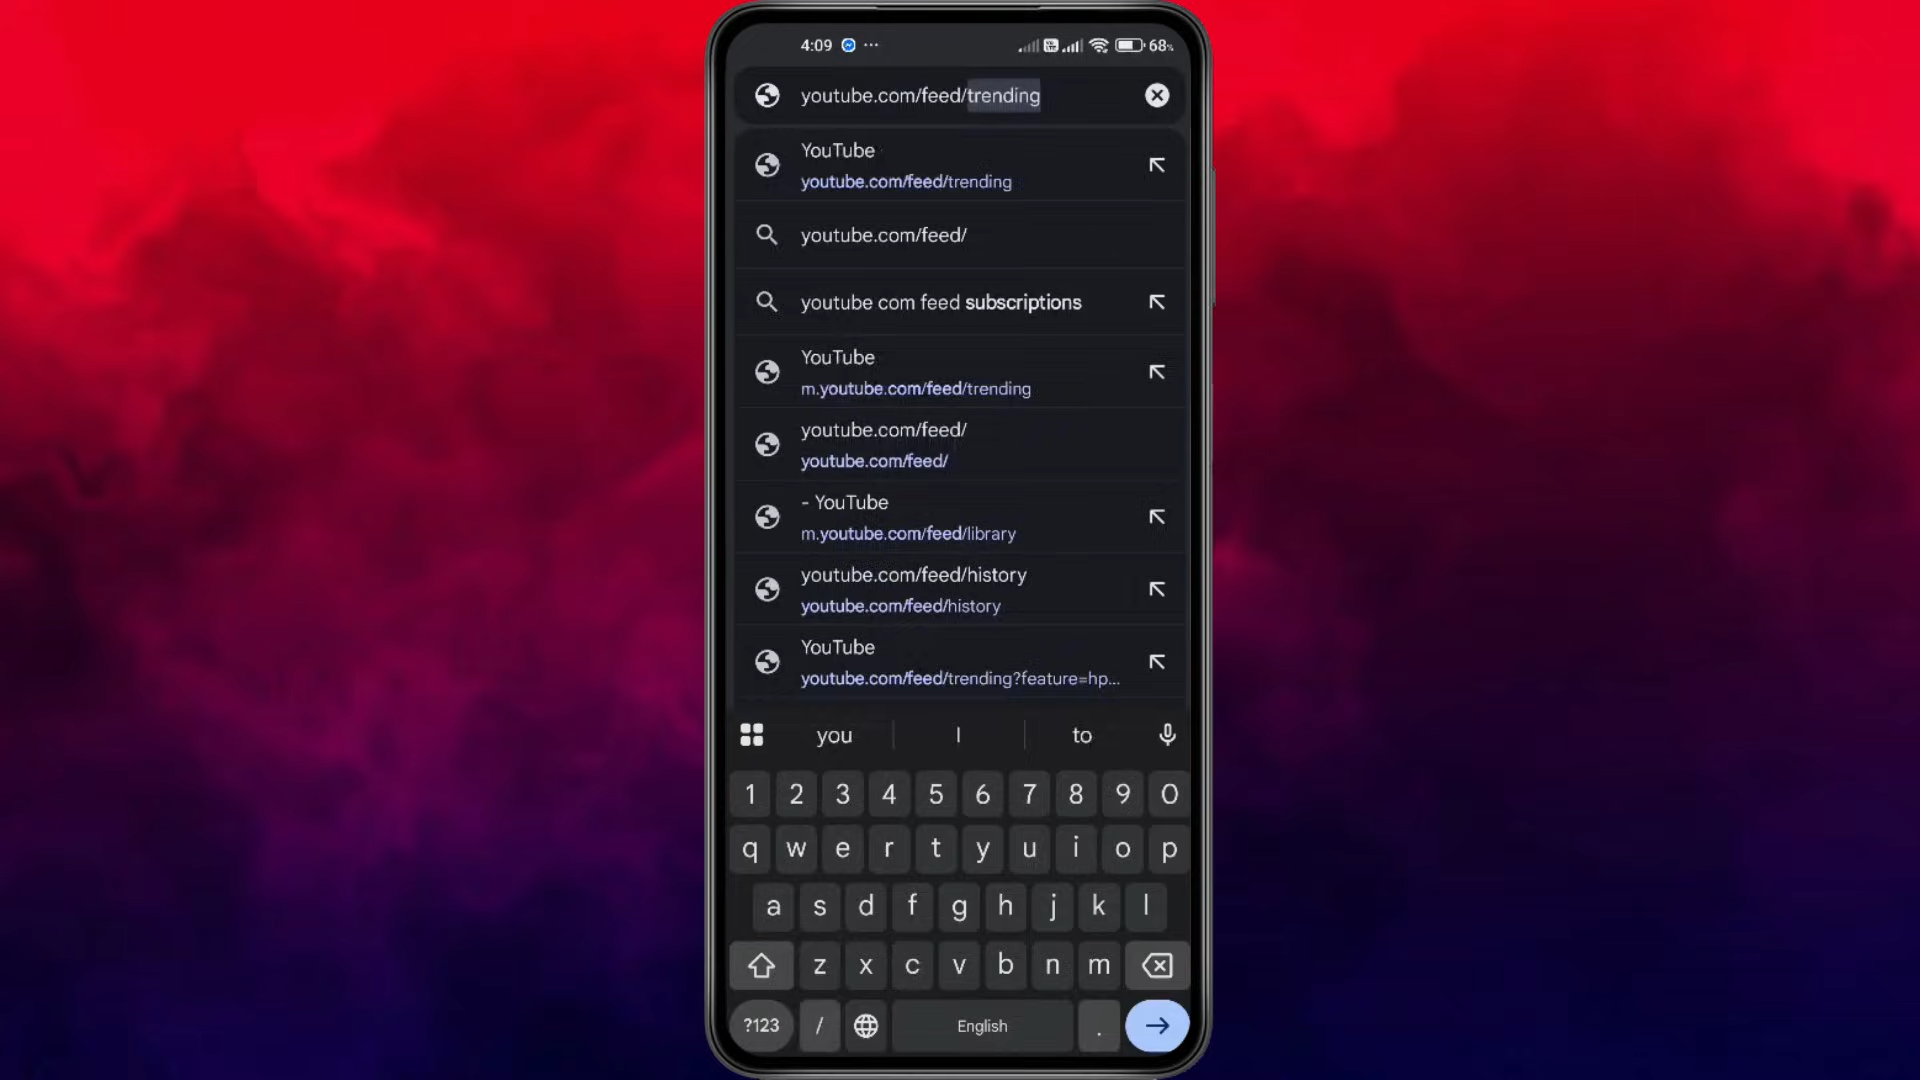 4:09 68%
youtube.com/feed/trending
YouTube
youtube.com/feed/trending
youtube.com/feed/
youtube com feed subscriptions
YouTube
m.youtube.com/feed/trending
youtube.com/feed/
youtube.com/feed/
- YouTube
m.youtube.com/feed/library
youtube.com/feed/history
youtube.com/feed/history
YouTube
youtube.com/feed/trending?feature=hp...
you I to
1 2 3 4 5 6 7 8 9 0
q w e r t y u i o p
a s d f g h j k l
z x c v b n m
?123 / English .